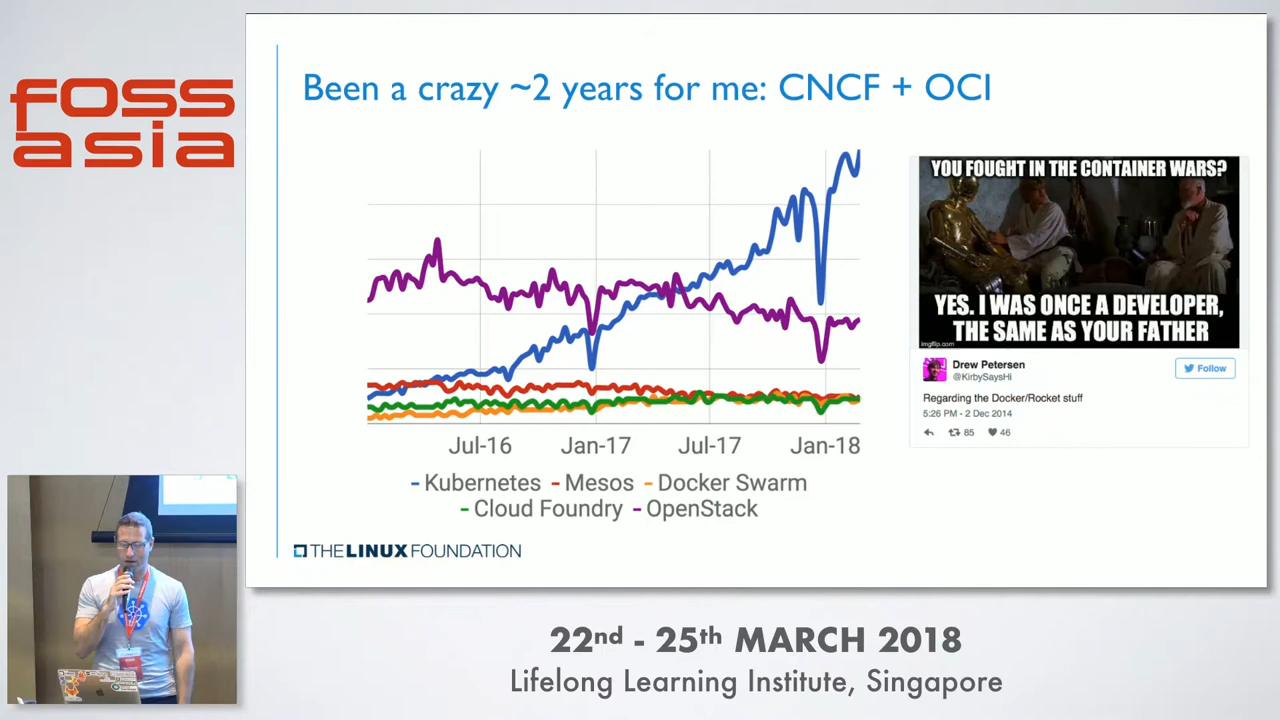 foss
asia
Been a crazy ~2 years for me: CNCF + OCI
Jul-16 Jan-17 Jul-17 Jan-18
Kubernetes Mesos Docker Swarm
Cloud Foundry OpenStack
THE LINUX FOUNDATION
YOU FOUGHT IN THE CONTAINER WARS?
YES. I WAS ONCE A DEVELOPER,
THE SAME AS YOUR FATHER
imgflip.com
Drew Petersen
@KirbySaysHi
Follow
Regarding the Docker/Rocket stuff
5:26 PM - 2 Dec 2014
85 46
22nd - 25th MARCH 2018
Lifelong Learning Institute, Singapore